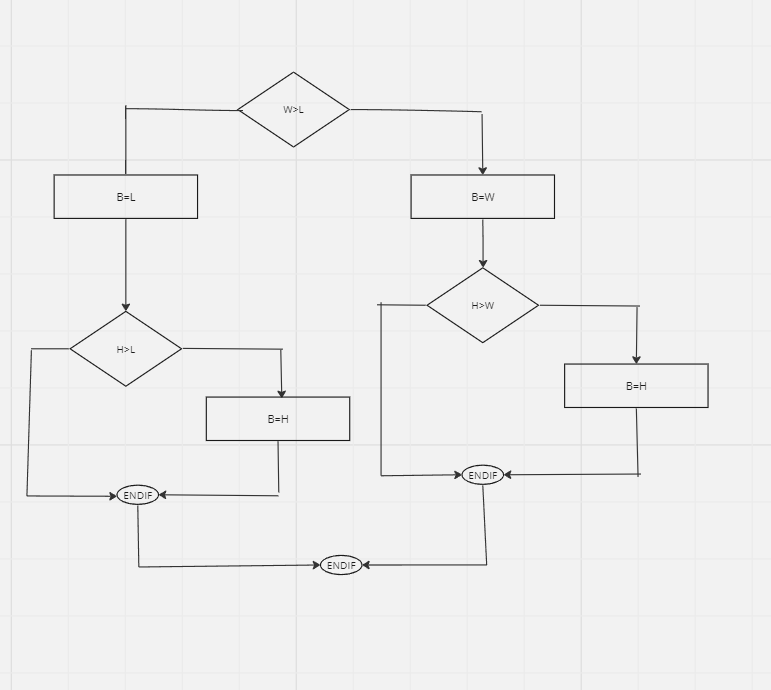 W>L
B=L
B=W
H>W
H>L
B=H
B=H
ENDIF
ENDIF
ENDIF